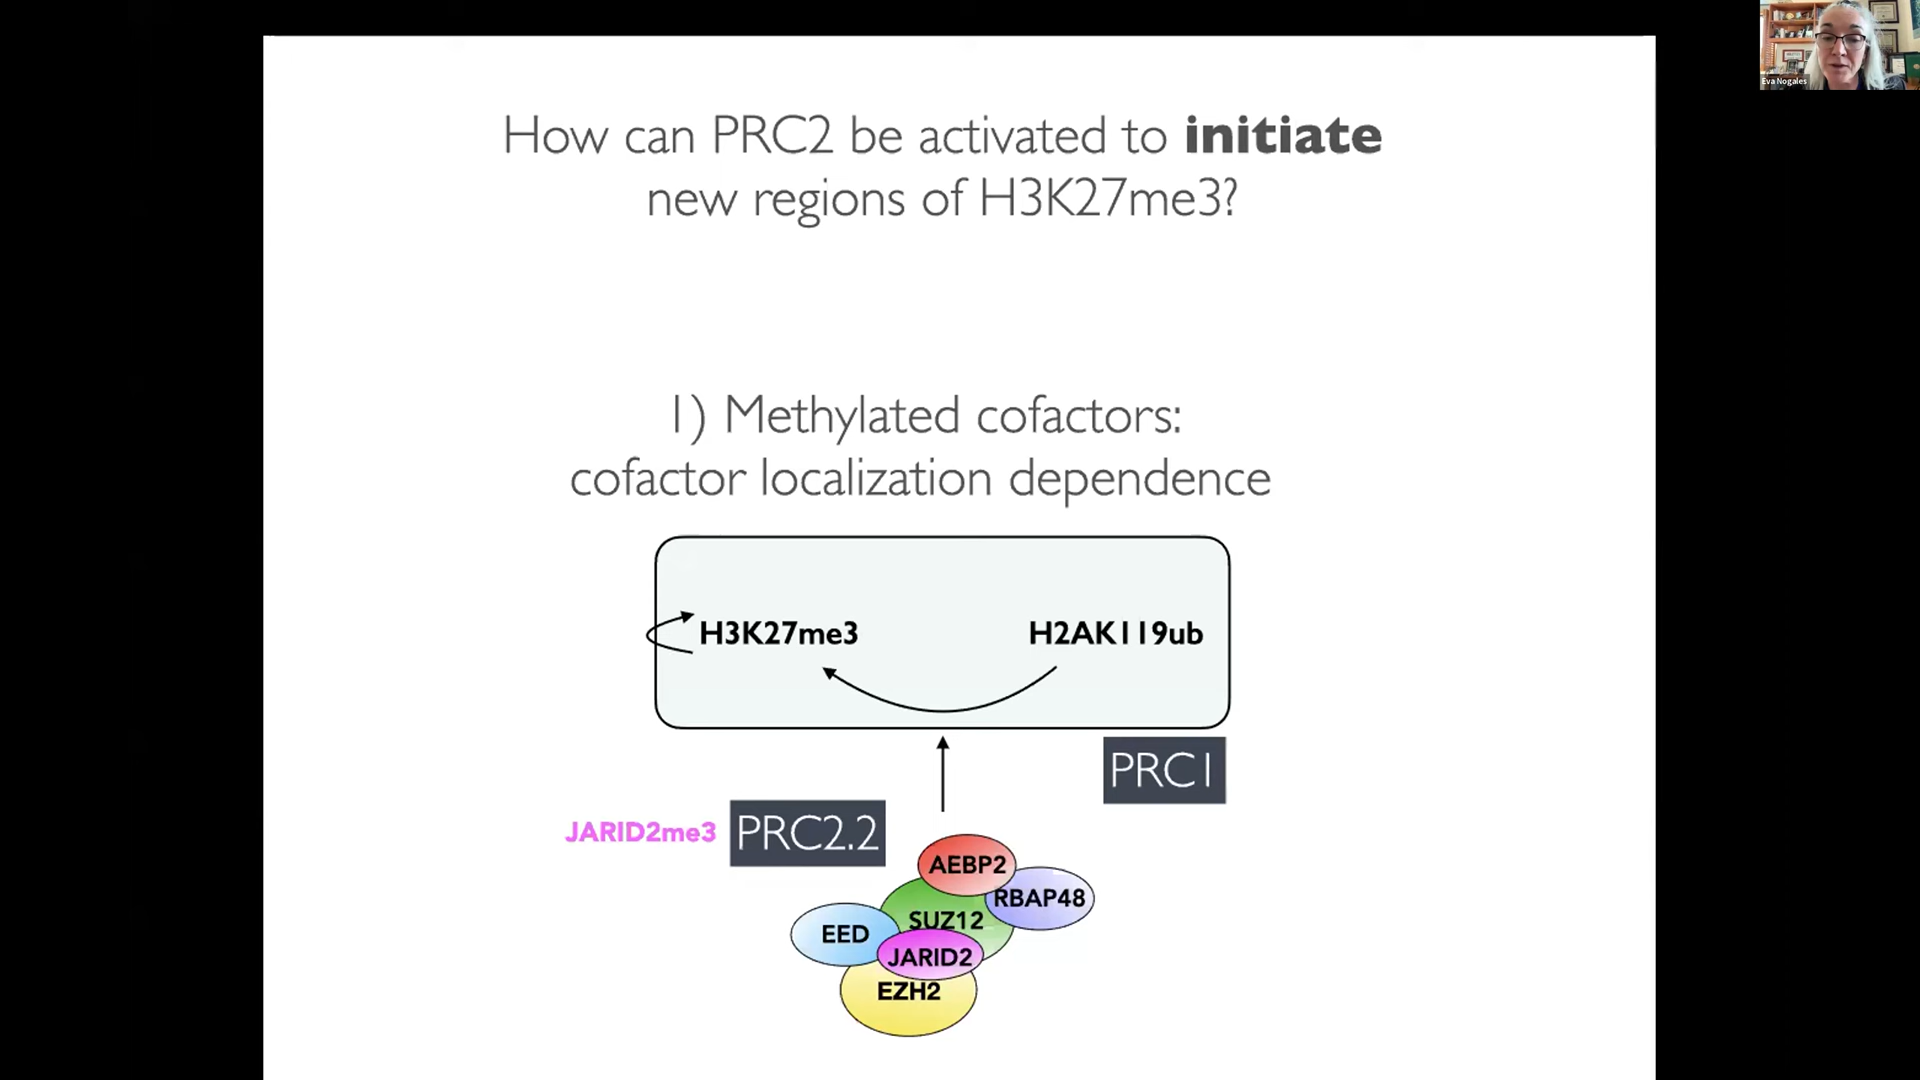 Eva Nogales
How can PRC2 be activated to initiate
new regions of H3K27me3?
1) Methylated cofactors:
cofactor localization dependence
H3K27me3
H2AK119ub
PRC1
JARID2me3
PRC2.2
AEBP2
RBAP48
SUZ12
EED
JARID2
EZH2